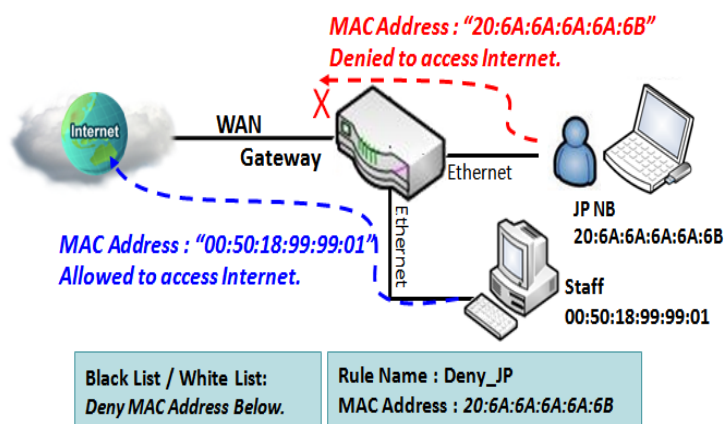 MAC Address : “20:6A:6A:6A:6A:6B”
Denied to access Internet.
Internet
WAN
Gateway
Ethernet
JP NB
20:6A:6A:6A:6A:6B
Ethernet
MAC Address : “00:50:18:99:99:01”
Allowed to access Internet.
Staff
00:50:18:99:99:01
Black List / White List:
Deny MAC Address Below.
Rule Name : Deny_JP
MAC Address : 20:6A:6A:6A:6A:6B